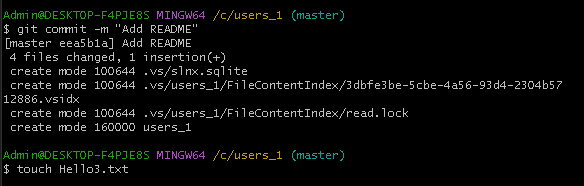 Admin@DESKTOP-F4PJE8S MINGW64 /c/users_1 (master)
$ git commit -m "Add README"
[master eea5b1a] Add README
 4 files changed, 1 insertion(+)
 create mode 100644 .vs/slnx.sqlite
 create mode 100644 .vs/users_1/FileContentIndex/3dbfe3be-5cbe-4a56-93d4-2304b57
12886.vsidx
 create mode 100644 .vs/users_1/FileContentIndex/read.lock
 create mode 160000 users_1
Admin@DESKTOP-F4PJE8S MINGW64 /c/users_1 (master)
$ touch Hello3.txt